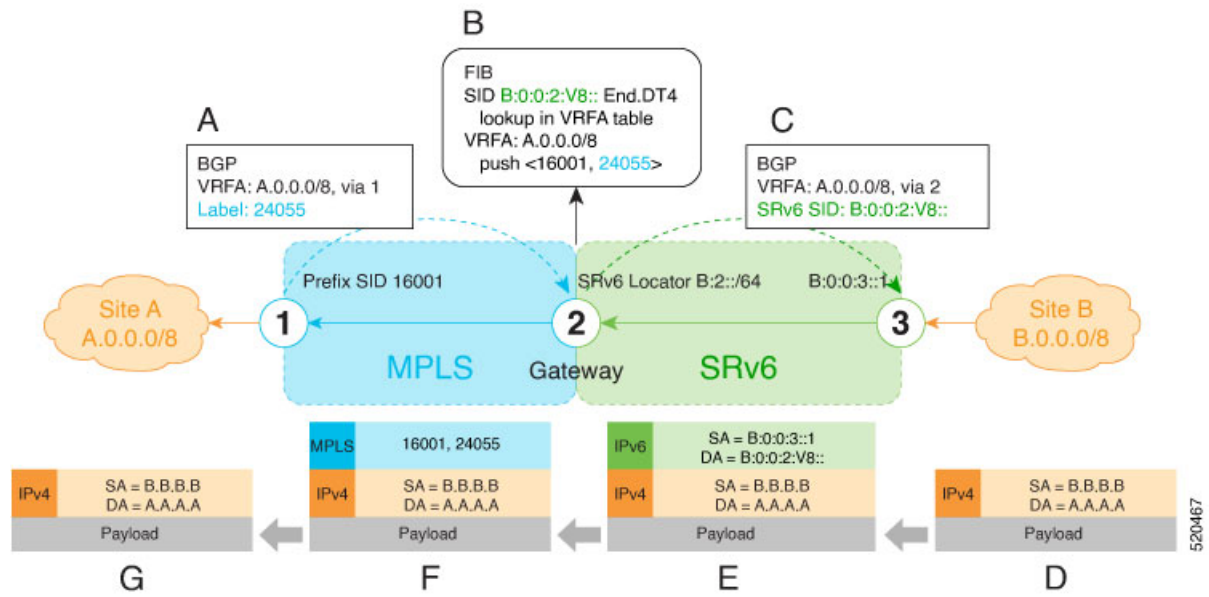 B
FIB
SID B:0:0:2:V8:: End.DT4
lookup in VRFA table
VRFA: A.0.0.0/8
push <16001, 24055>
A
BGP
VRFA: A.0.0.0/8, via 1
Label: 24055
C
BGP
VRFA: A.0.0.0/8, via 2
SRv6 SID: B:0:0:2:V8::
Prefix SID 16001
SRv6 Locator B:2::/64
B:0:0:3::1
Site A
A.0.0.0/8
1
2
3
Site B
B.0.0.0/8
MPLS
Gateway
SRv6
MPLS
16001, 24055
IPv6
SA = B:0:0:3::1
DA = B:0:0:2:V8::
IPv4
SA = B.B.B.B
DA = A.A.A.A
Payload
IPv4
SA = B.B.B.B
DA = A.A.A.A
Payload
IPv4
SA = B.B.B.B
DA = A.A.A.A
Payload
IPv4
SA = B.B.B.B
DA = A.A.A.A
Payload
520467
G
F
E
D